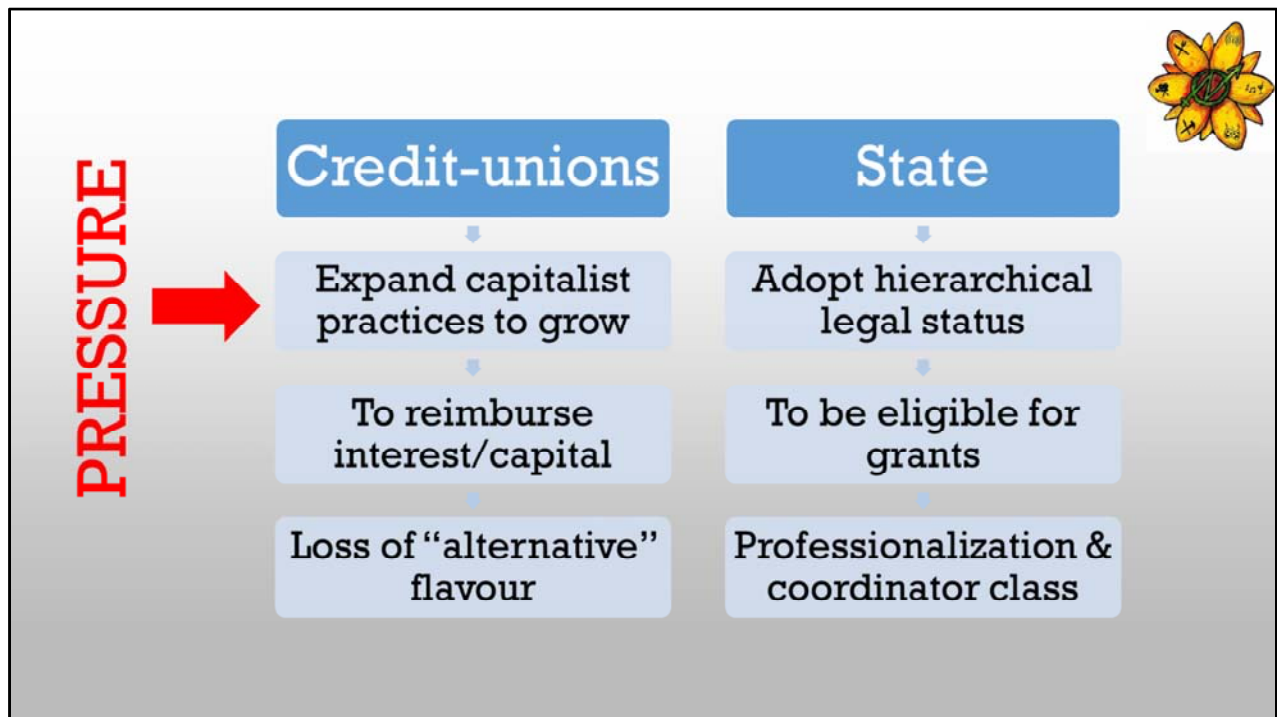 PRESSURE
Credit-unions
Expand capitalist
practices to grow
To reimburse
interest/capital
Loss of “alternative”
flavour
State
Adopt hierarchical
legal status
To be eligible for
grants
Professionalization &
coordinator class